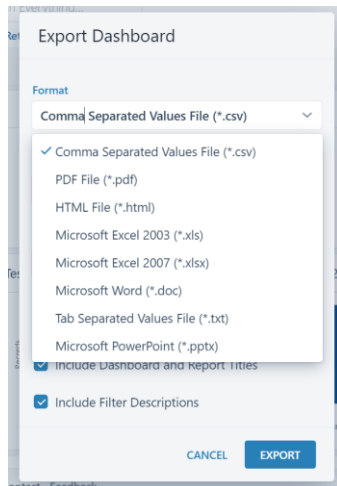 Everything...
Export Dashboard
Format
Comma Separated Values File (*.csv)
Comma Separated Values File (*.csv)
PDF File (*.pdf)
HTML File (*.html)
Microsoft Excel 2003 (*.xls)
Microsoft Excel 2007 (*.xlsx)
Microsoft Word (*.doc)
Tab Separated Values File (*.txt)
Microsoft PowerPoint (*.pptx)
Include Dashboard and Report Titles
Include Filter Descriptions
CANCEL
EXPORT